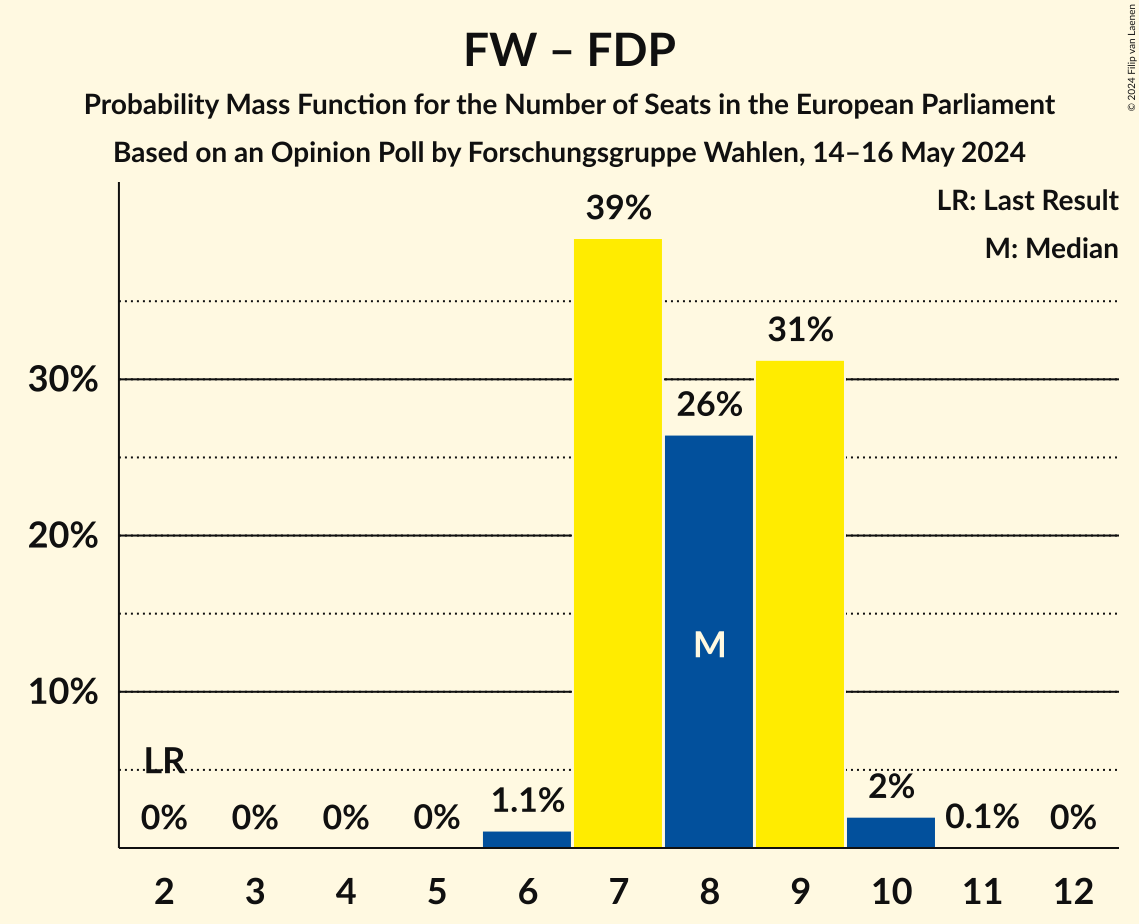 FW – FDP
Probability Mass Function for the Number of Seats in the European Parliament
Based on an Opinion Poll by Forschungsgruppe Wahlen, 14–16 May 2024
© 2024 Filip van Laenen
LR: Last Result
M: Median
39%
31%
30%
26%
20%
M
10%
LR
0% 0% 0% 0% 1.1% 2% 0.1% 0%
2 3 4 5 6 7 8 9 10 11 12